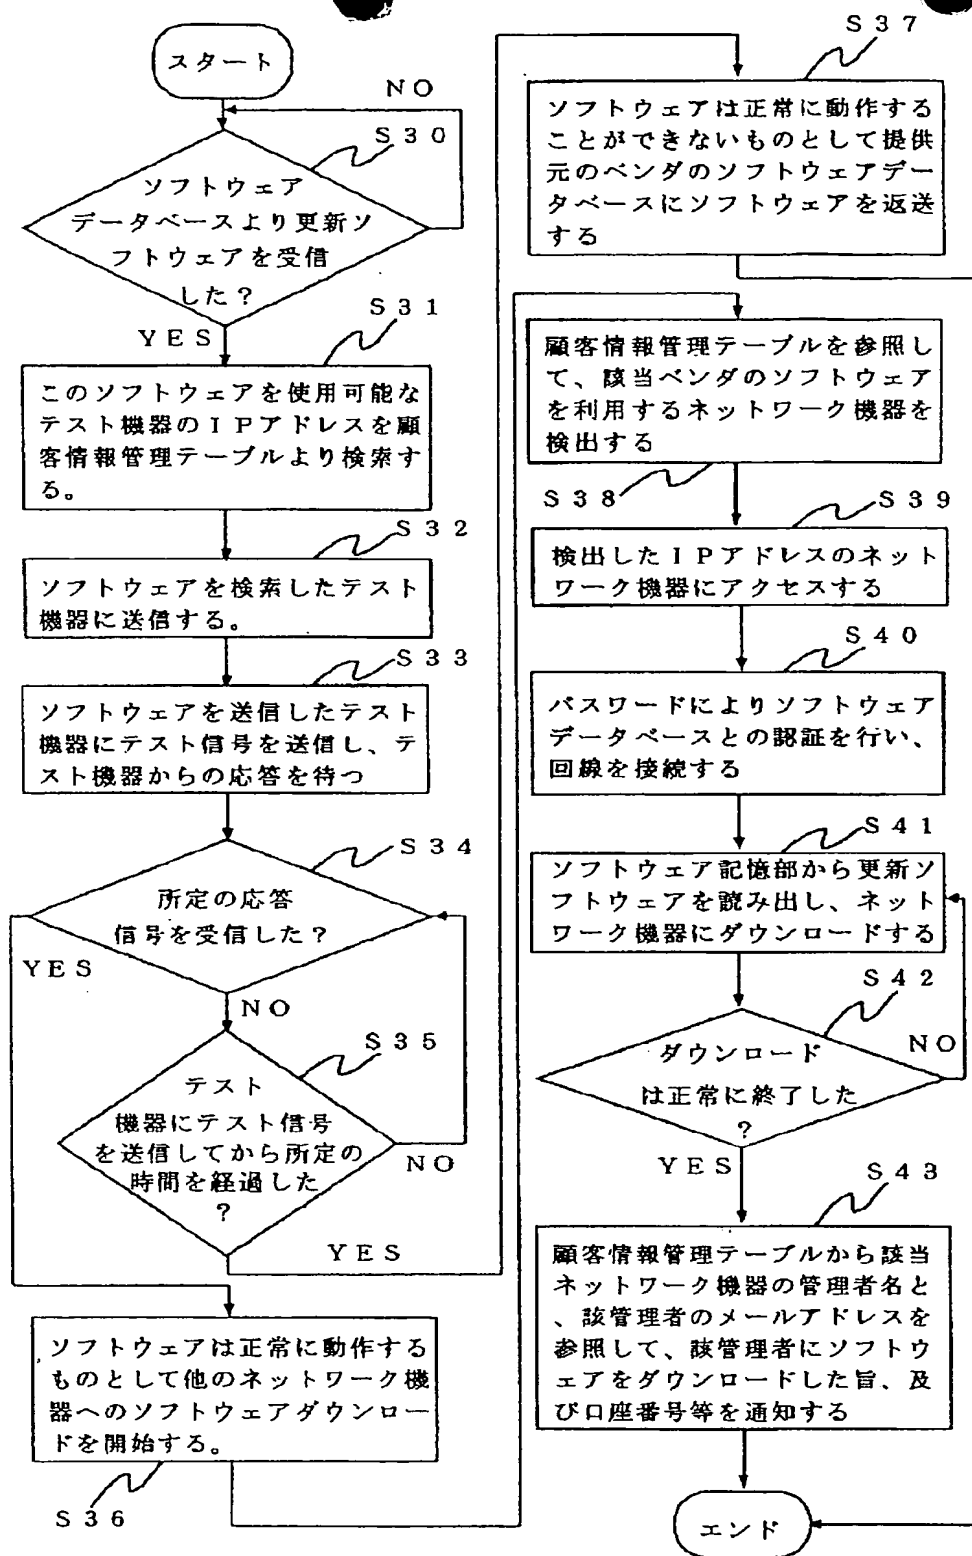 スタート
NO
S30
ソフトウェア
データベースより更新ソ
フトウェアを受信
した?
YES
S31
このソフトウェアを使用可能な
テスト機器のIPアドレスを顧
客情報管理テーブルより検索す
る。
S32
ソフトウェアを検索したテスト
機器に送信する。
S33
ソフトウェアを送信したテスト
機器にテスト信号を送信し、テ
スト機器からの応答を待つ
S34
所定の応答
信号を受信した?
YES
NO
S35
テスト
機器にテスト信号
を送信してから所定の
時間を経過した
?
NO
YES
ソフトウェアは正常に動作する
ものとして他のネットワーク機
器へのソフトウェアダウンロー
ドを開始する。
S36
S37
ソフトウェアは正常に動作する
ことができないものとして提供
元のベンダのソフトウェアデー
タベースにソフトウェアを返送
する
顧客情報管理テーブルを参照し
て、該当ベンダのソフトウェア
を利用するネットワーク機器を
検出する
S38
S39
検出したIPアドレスのネット
ワーク機器にアクセスする
S40
パスワードによりソフトウェア
データベースとの認証を行い、
回線を接続する
S41
ソフトウェア記憶部から更新ソ
フトウェアを読み出し、ネット
ワーク機器にダウンロードする
S42
ダウンロード
は正常に終了した
?
NO
YES
S43
顧客情報管理テーブルから該当
ネットワーク機器の管理者名と
、該管理者のメールアドレスを
参照して、該管理者にソフトウ
ェアをダウンロードした旨、及
び口座番号等を通知する
エンド